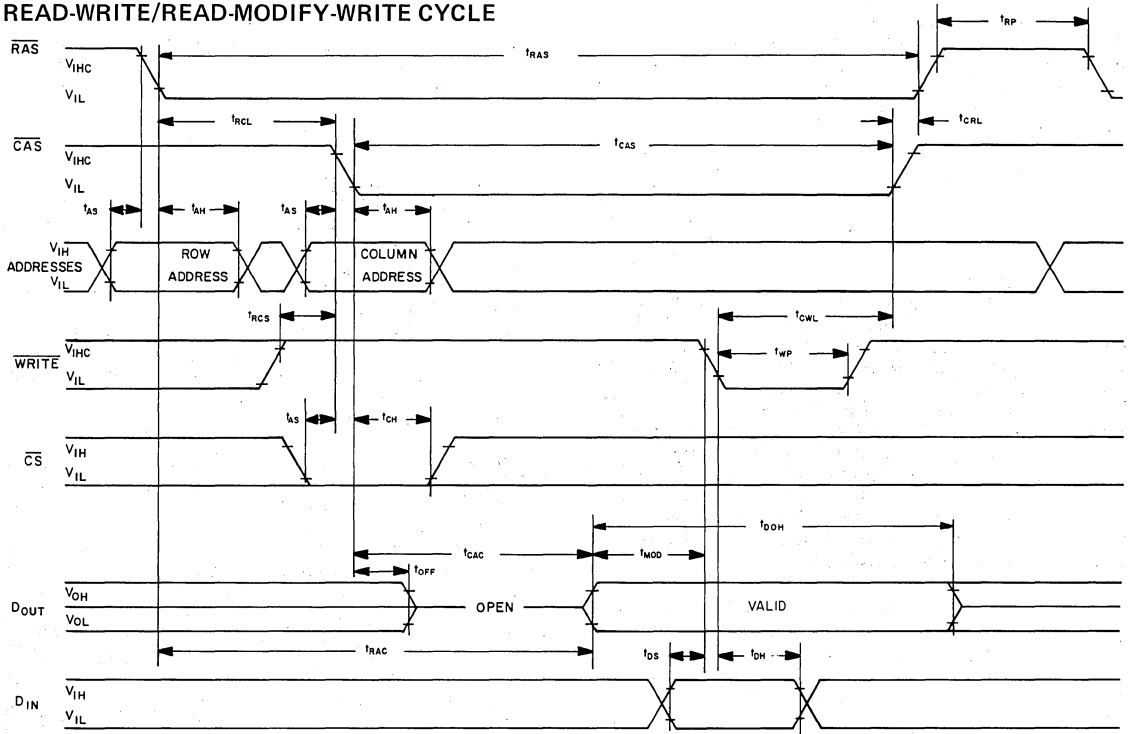 READ-WRITE/READ-MODIFY-WRITE CYCLE
tRP
RAS
VIHC
VIL
tRAS
tRCL
tCRL
CAS
VIHC
VIL
tCAS
tAS
tAH
tAS
tAH
ADDRESSES
VIH
VIL
ROW
ADDRESS
COLUMN
ADDRESS
tRCS
tCWL
WRITE
VIHC
VIL
tWP
tAS
tCH
CS
VIH
VIL
tDOH
tCAC
tMOD
tOFF
DOUT
VOH
VOL
OPEN
VALID
tRAC
tDS
tDH
DIN
VIH
VIL